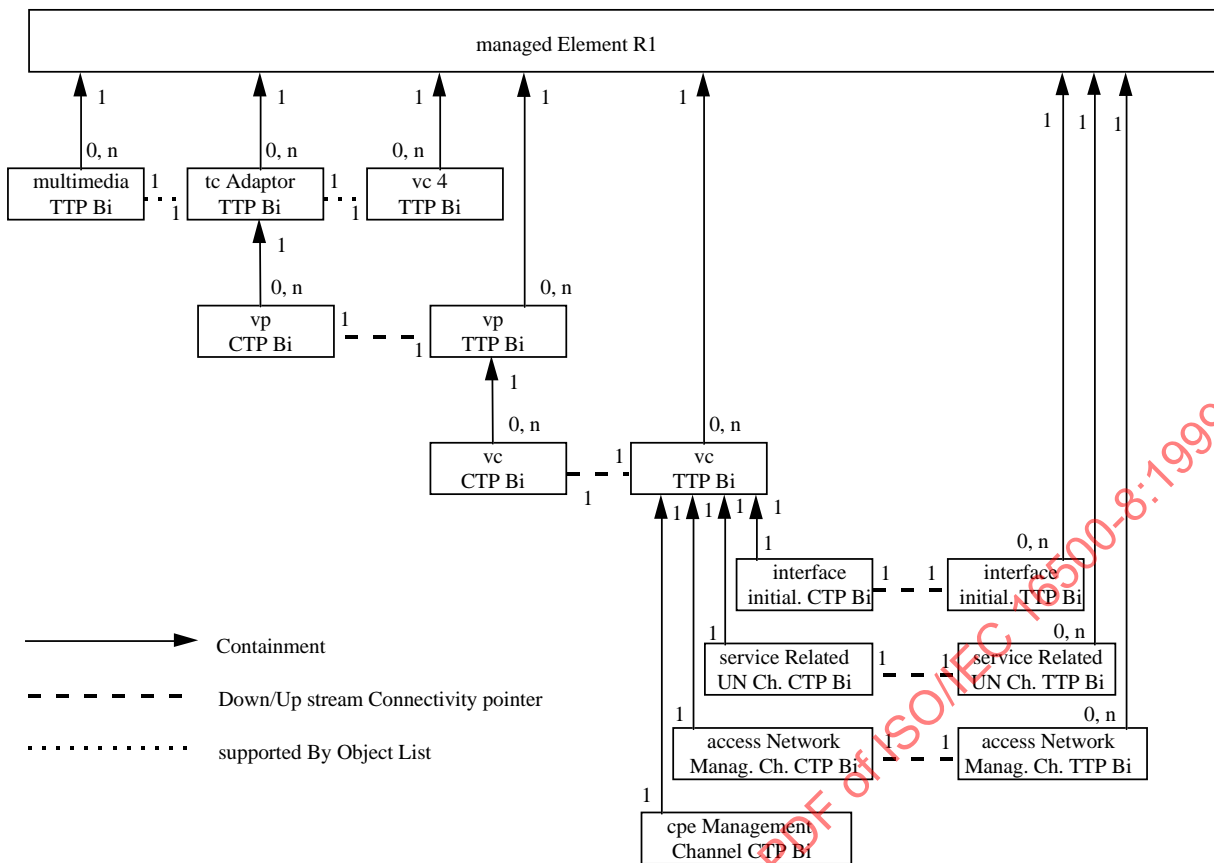 managed Element R1
1 1 1 1 1 1 1 1
0, n 0, n 0, n
multimedia
TTP Bi
1
1
tc Adaptor
TTP Bi
1
1
vc 4
TTP Bi
1
0, n 0, n
vp
CTP Bi
1
1
vp
TTP Bi
1
0, n 0, n
vc
CTP Bi
1
1
vc
TTP Bi
1 1 1 1
1
0, n
interface
initial. CTP Bi
1 1
interface
initial. TTP Bi
1
0, n
service Related
UN Ch. CTP Bi
1 1
service Related
UN Ch. TTP Bi
1
0, n
access Network
Manag. Ch. CTP Bi
1 1
access Network
Manag. Ch. TTP Bi
1
cpe Management
Channel CTP Bi
Containment
Down/Up stream Connectivity pointer
supported By Object List
PDF of ISO/IEC 16500-8:1999